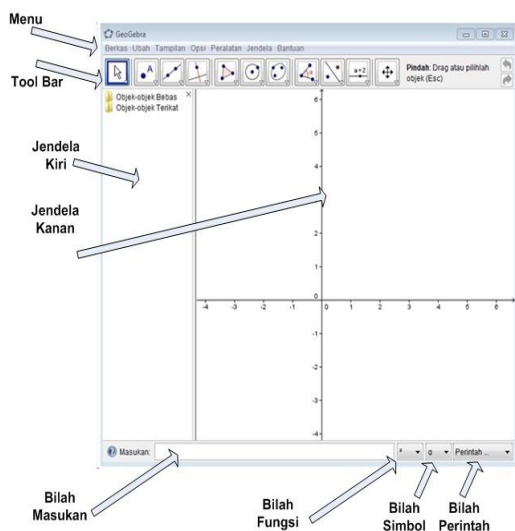 Menu
GeoGebra
Berkas Ubah Tampilan Opsi Peralatan Jendela Bantuan
Tool Bar
A
a=2
Pindah: Drag atau pilihlah
objek (Esc)
Objek-objek Bebas
Objek-objek Terikat
Jendela
Kiri
Jendela
Kanan
6
5
4
2
1
0
-4 -3 -2 -1 0 1 2 3 4 5 6
-1
-2
-3
-4
Masukan:
α
Perintah ...
Bilah
Masukan
Bilah
Fungsi
Bilah
Simbol
Bilah
Perintah